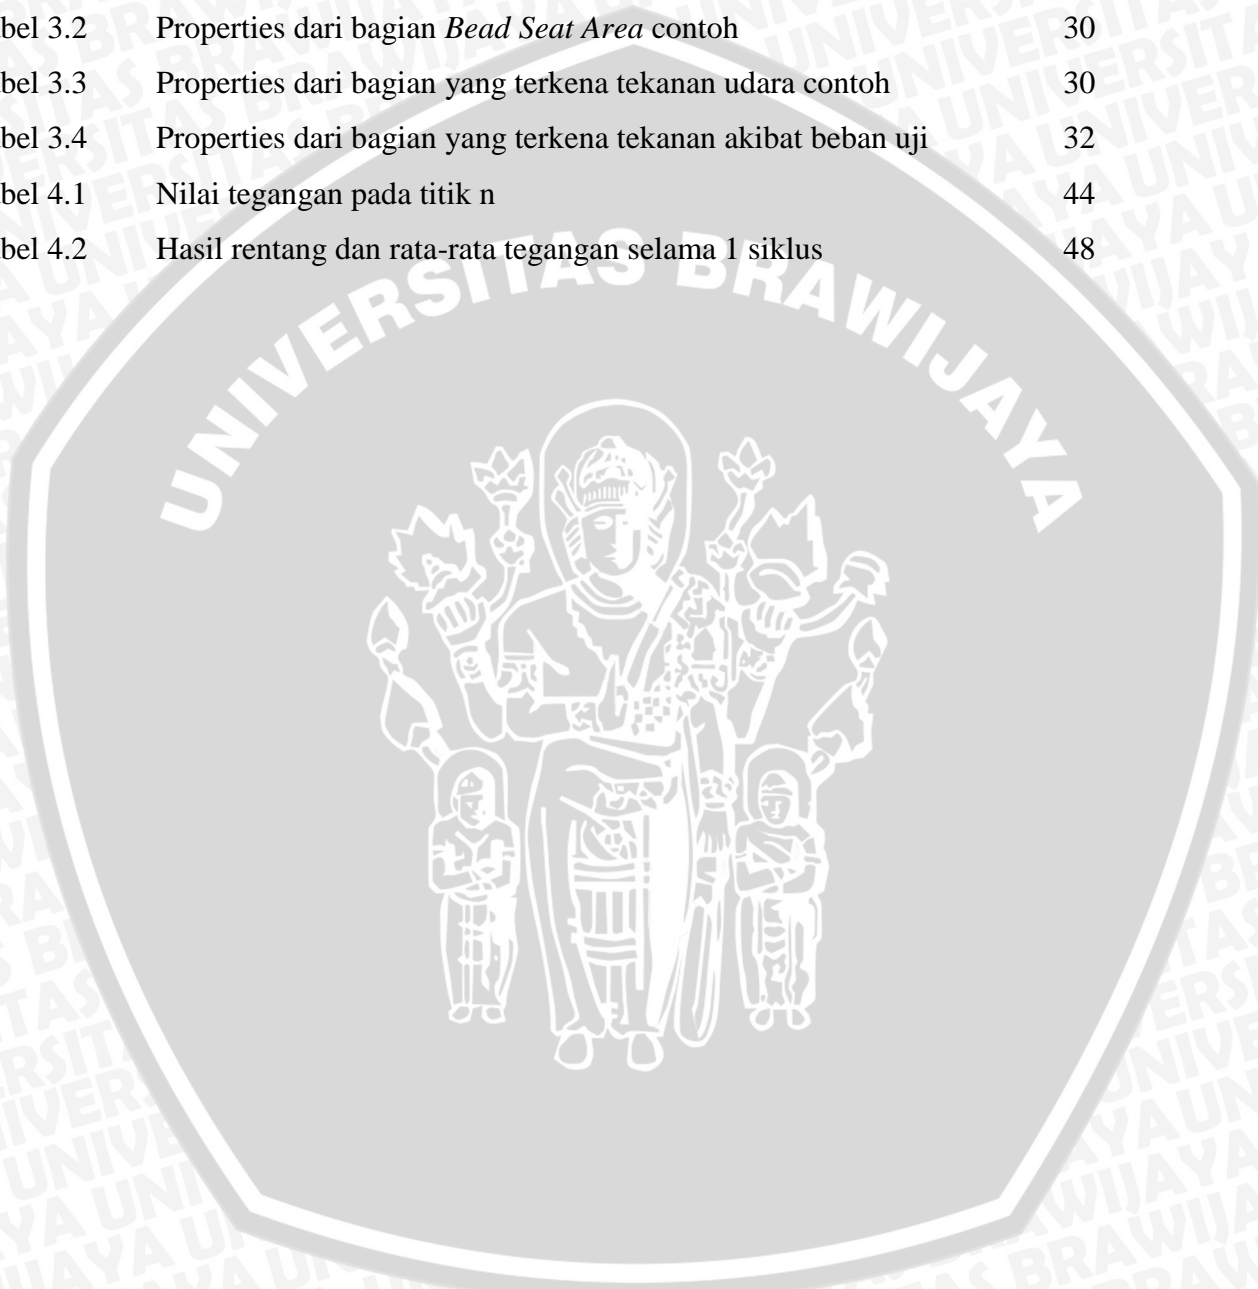 bel 3.2 Properties dari bagian Bead Seat Area contoh 30
bel 3.3 Properties dari bagian yang terkena tekanan udara contoh 30
bel 3.4 Properties dari bagian yang terkena tekanan akibat beban uji 32
bel 4.1 Nilai tegangan pada titik n 44
bel 4.2 Hasil rentang dan rata-rata tegangan selama 1 siklus 48
UNIVERSITAS BRAWIJAYA